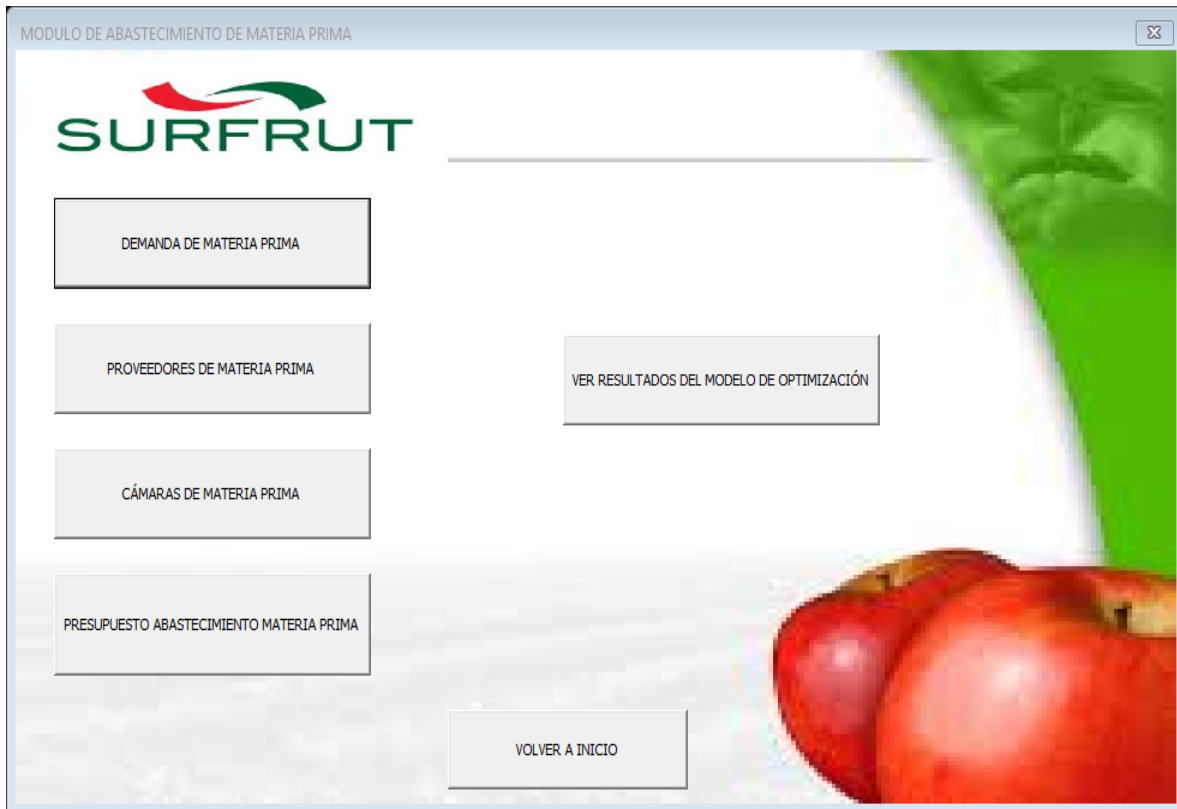 MODULO DE ABASTECIMIENTO DE MATERIA PRIMA
SURFRUT
DEMANDA DE MATERIA PRIMA
PROVEEDORES DE MATERIA PRIMA
VER RESULTADOS DEL MODELO DE OPTIMIZACIÓN
CÁMARAS DE MATERIA PRIMA
PRESUPUESTO ABASTECIMIENTO MATERIA PRIMA
VOLVER A INICIO